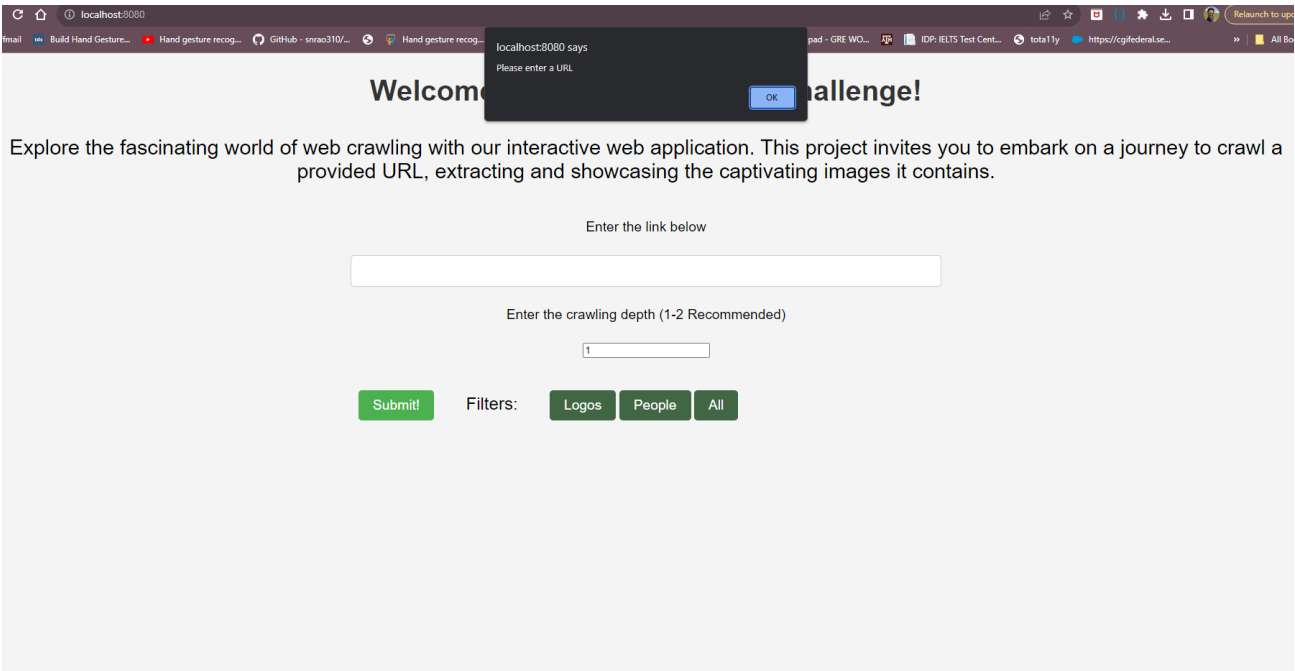 localhost:8080
Relaunch to upd
fmail Build Hand Gesture... Hand gesture recog... GitHub - snrao310/... Hand gesture recog... pad - GRE WO... IDP: IELTS Test Cent... tota11y https://cgifederal.se... » All Bo
localhost:8080 says
Please enter a URL
OK
Welcom allenge!
Explore the fascinating world of web crawling with our interactive web application. This project invites you to embark on a journey to crawl a
provided URL, extracting and showcasing the captivating images it contains.
Enter the link below
Enter the crawling depth (1-2 Recommended)
1
Submit! Filters: Logos People All